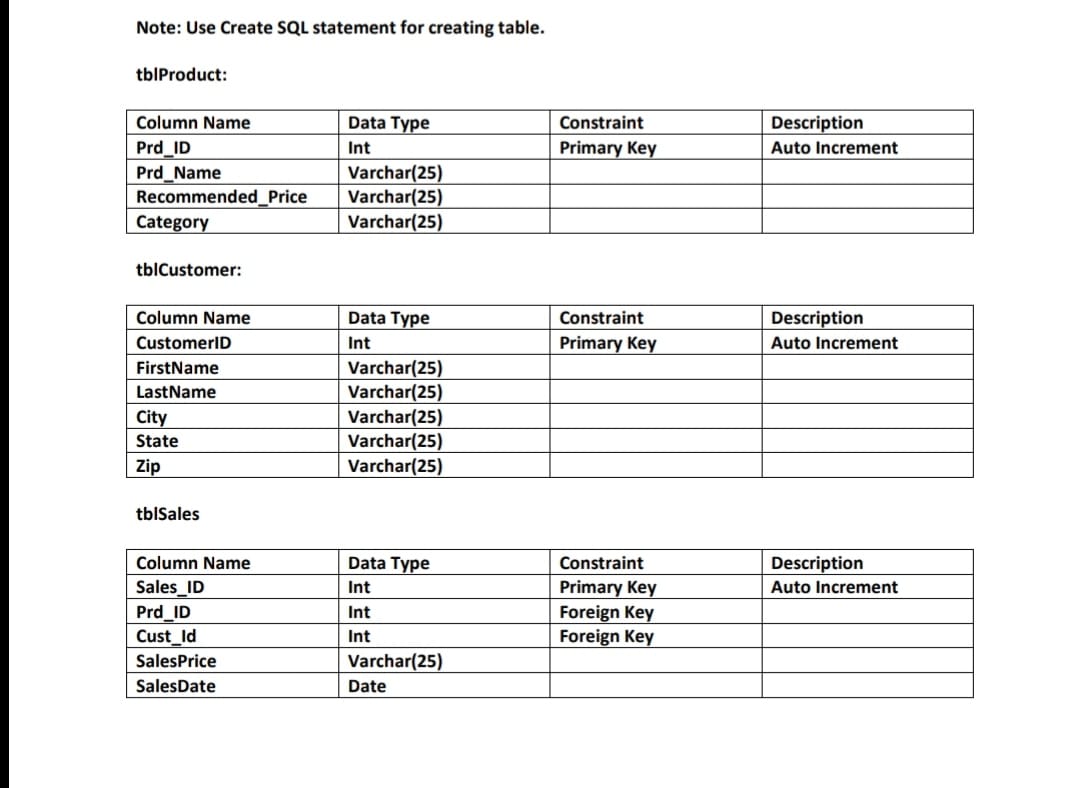 Note: Use Create SQL statement for creating table.
tblProduct:
Column Name Data Type Constraint Description
Prd_ID Int Primary Key Auto Increment
Prd_Name Varchar(25)
Recommended_Price Varchar(25)
Category Varchar(25)
tblCustomer:
Column Name Data Type Constraint Description
CustomerID Int Primary Key Auto Increment
FirstName Varchar(25)
LastName Varchar(25)
City Varchar(25)
State Varchar(25)
Zip Varchar(25)
tblSales
Column Name Data Type Constraint Description
Sales_ID Int Primary Key Auto Increment
Prd_ID Int Foreign Key
Cust_Id Int Foreign Key
SalesPrice Varchar(25)
SalesDate Date